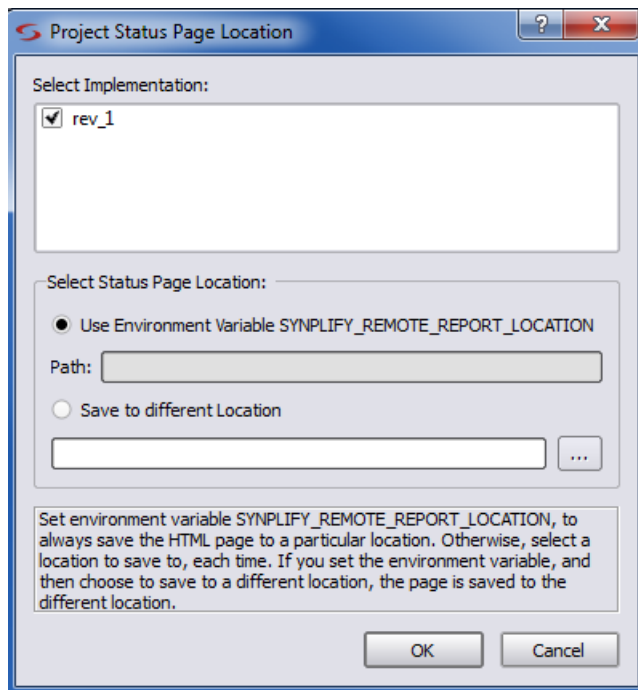 Project Status Page Location
?
Select Implementation:
rev_1
Select Status Page Location:
Use Environment Variable SYNPLIFY_REMOTE_REPORT_LOCATION
Path:
Save to different Location
...
Set environment variable SYNPLIFY_REMOTE_REPORT_LOCATION, to
always save the HTML page to a particular location. Otherwise, select a
location to save to, each time. If you set the environment variable, and
then choose to save to a different location, the page is saved to the
different location.
OK
Cancel